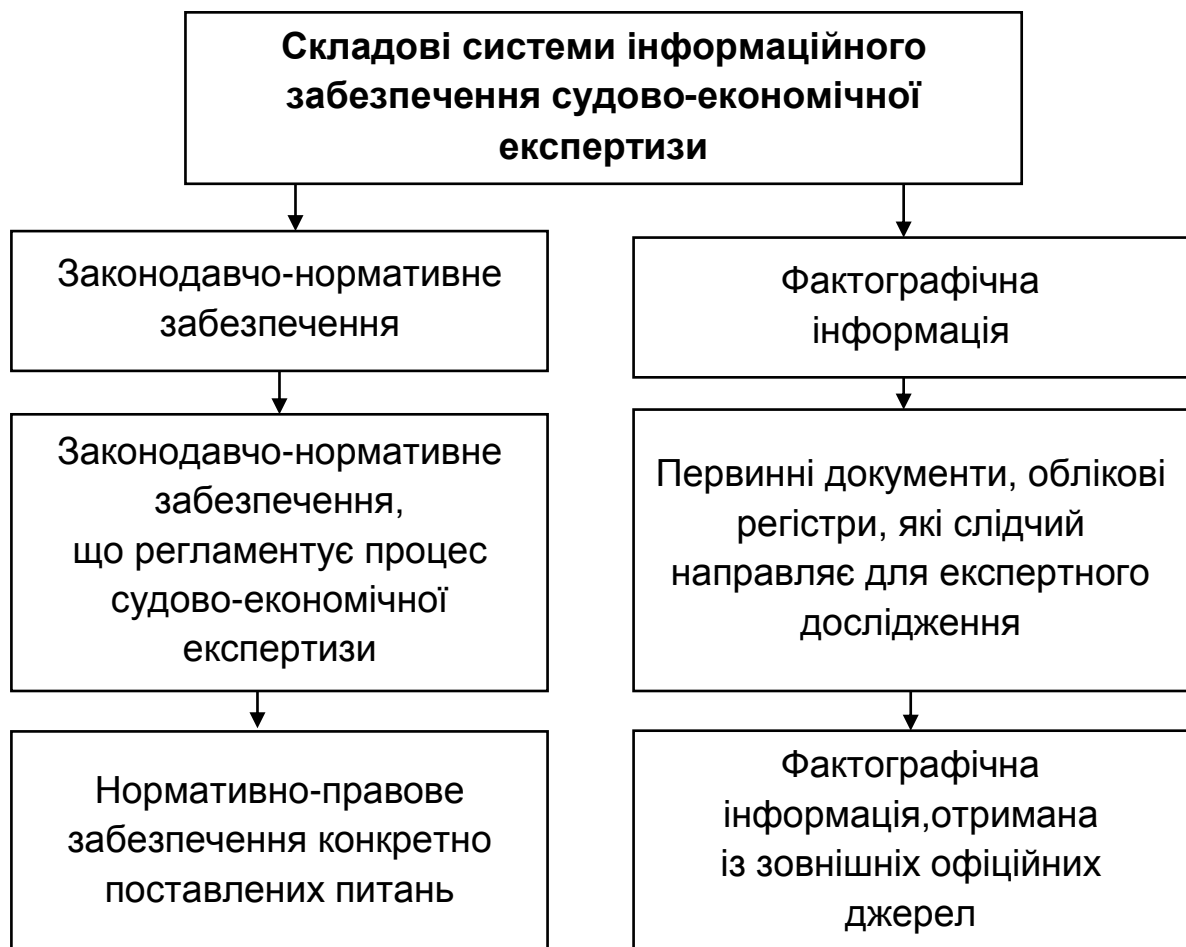 Складові системи інформаційного
забезпечення судово-економічної
експертизи
Законодавчо-нормативне
забезпечення
Фактографічна
інформація
Законодавчо-нормативне
забезпечення,
що регламентує процес
судово-економічної
експертизи
Первинні документи, облікові
регістри, які слідчий
направляє для експертного
дослідження
Нормативно-правове
забезпечення конкретно
поставлених питань
Фактографічна
інформація,отримана
із зовнішніх офіційних
джерел